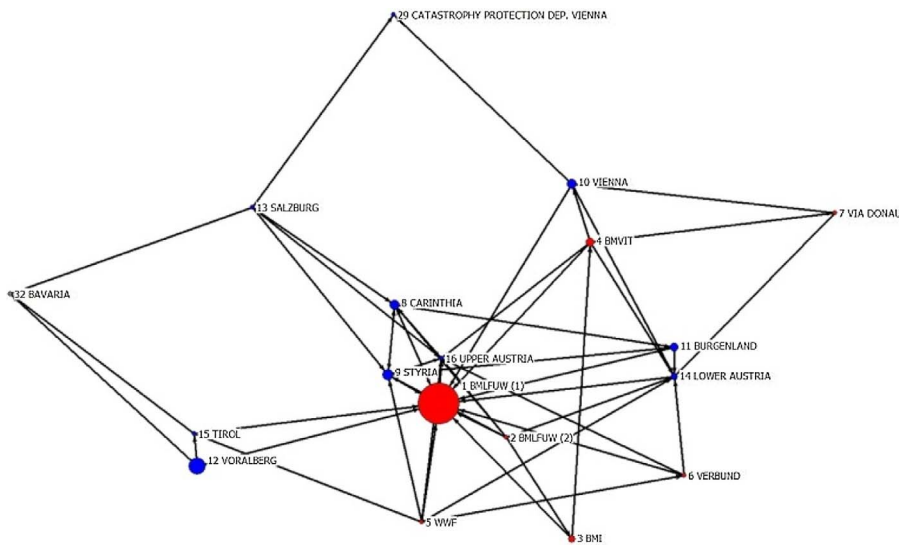 29 CATASTROPHY PROTECTION DEP. VIENNA
10 VIENNA
13 SALZBURG
7 VIA DONAU
4 BMVIT
32 BAVARIA
8 CARINTHIA
11 BURGENLAND
16 UPPER AUSTRIA
9 STYRIA
14 LOWER AUSTRIA
1 BMLFUW (1)
15 TIROL
2 BMLFUW (2)
12 VORALBERG
6 VERBUND
5 WWF
3 BMI